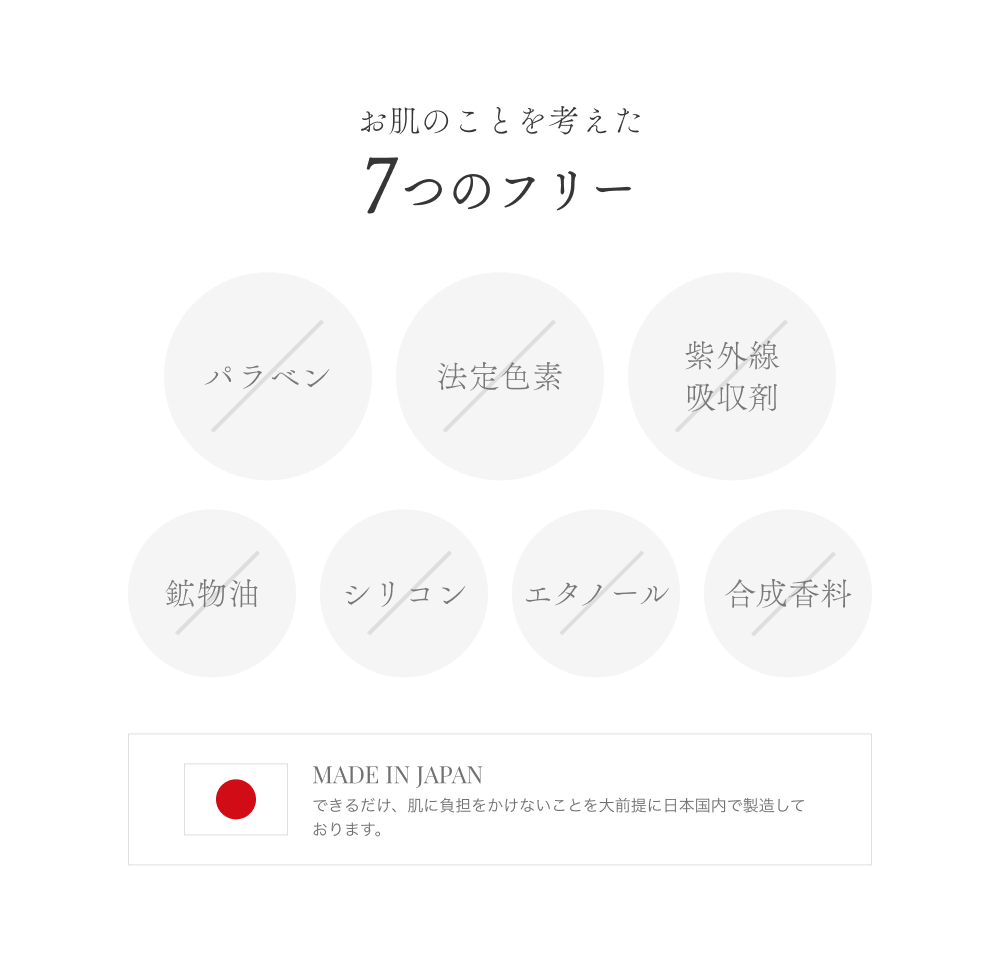 お肌のことを考えた
7つのフリー
パラベン
法定色素
紫外線
吸収剤
鉱物油
シリコン
エタノール
合成香料
MADE IN JAPAN
できるだけ、肌に負担をかけないことを大前提に日本国内で製造して
おります。